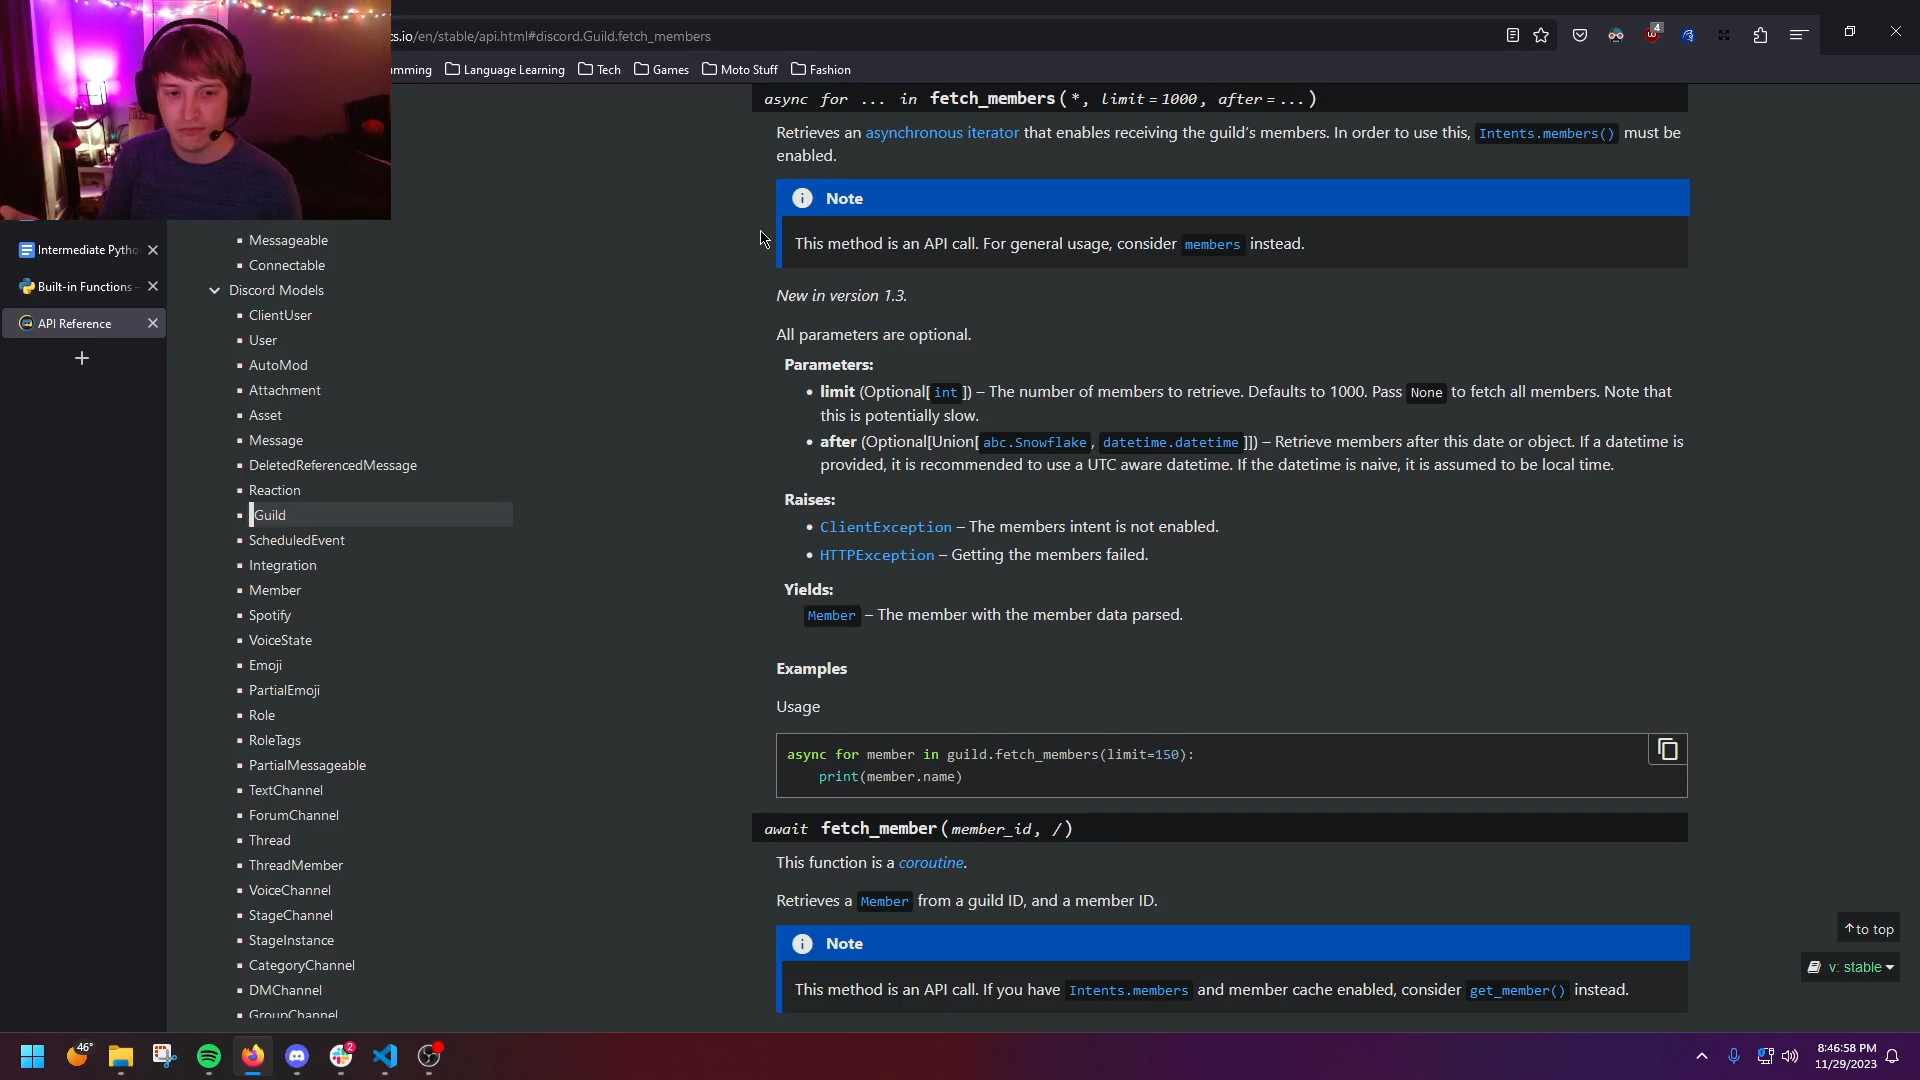 cs.io/en/stable/api.html#discord.Guild.fetch_members
4
amming
Language Learning
Tech
Games
Moto Stuff
Fashion
Intermediate Pytho
Built-in Functions –
API Reference
Messageable
Connectable
Discord Models
ClientUser
User
AutoMod
Attachment
Asset
Message
DeletedReferencedMessage
Reaction
Guild
ScheduledEvent
Integration
Member
Spotify
VoiceState
Emoji
PartialEmoji
Role
RoleTags
PartialMessageable
TextChannel
ForumChannel
Thread
ThreadMember
VoiceChannel
StageChannel
StageInstance
CategoryChannel
DMChannel
GroupChannel
async for ... in fetch_members(*, limit=1000, after=...)
Retrieves an asynchronous iterator that enables receiving the guild's members. In order to use this, Intents.members() must be
enabled.
Note
This method is an API call. For general usage, consider members instead.
New in version 1.3.
All parameters are optional.
Parameters:
limit (Optional[int]) – The number of members to retrieve. Defaults to 1000. Pass None to fetch all members. Note that
this is potentially slow.
after (Optional[Union[abc.Snowflake, datetime.datetime]]) – Retrieve members after this date or object. If a datetime is
provided, it is recommended to use a UTC aware datetime. If the datetime is naive, it is assumed to be local time.
Raises:
ClientException – The members intent is not enabled.
HTTPException – Getting the members failed.
Yields:
Member – The member with the member data parsed.
Examples
Usage
async for member in guild.fetch_members(limit=150):
print(member.name)
await fetch_member(member_id, /)
This function is a coroutine.
Retrieves a Member from a guild ID, and a member ID.
Note
This method is an API call. If you have Intents.members and member cache enabled, consider get_member() instead.
↑to top
v: stable
46°
2
8:46:58 PM
11/29/2023